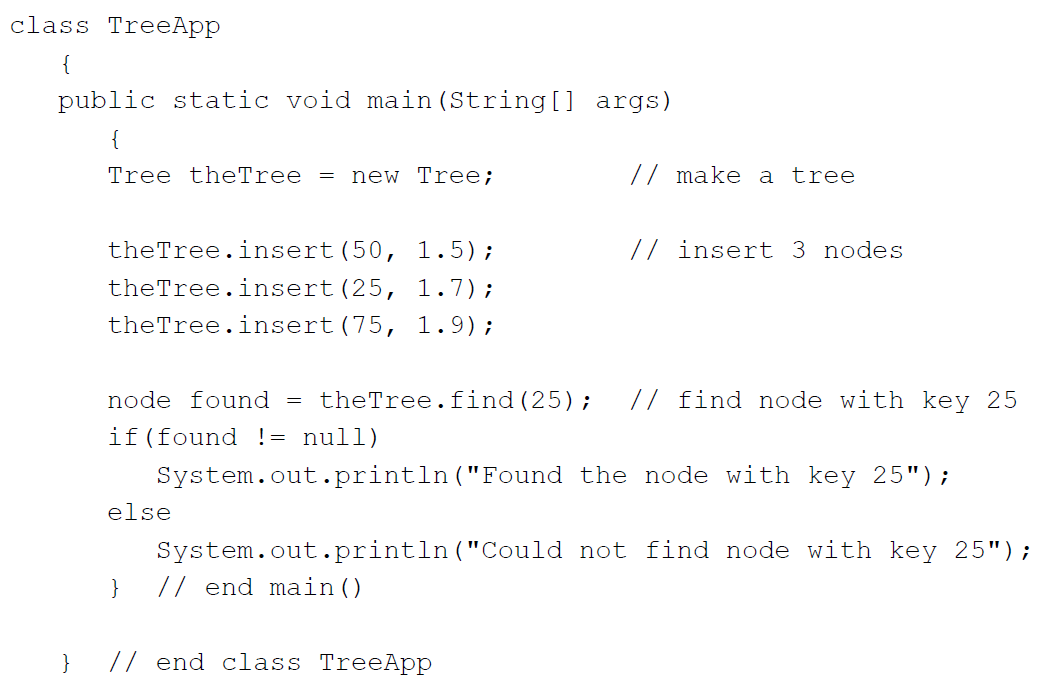 class TreeApp
   {
   public static void main(String[] args)
      {
      Tree theTree = new Tree;        // make a tree

      theTree.insert(50, 1.5);        // insert 3 nodes
      theTree.insert(25, 1.7);
      theTree.insert(75, 1.9);

      node found = theTree.find(25);  // find node with key 25
      if(found != null)
         System.out.println("Found the node with key 25");
      else
         System.out.println("Could not find node with key 25");
      }  // end main()

   }  // end class TreeApp